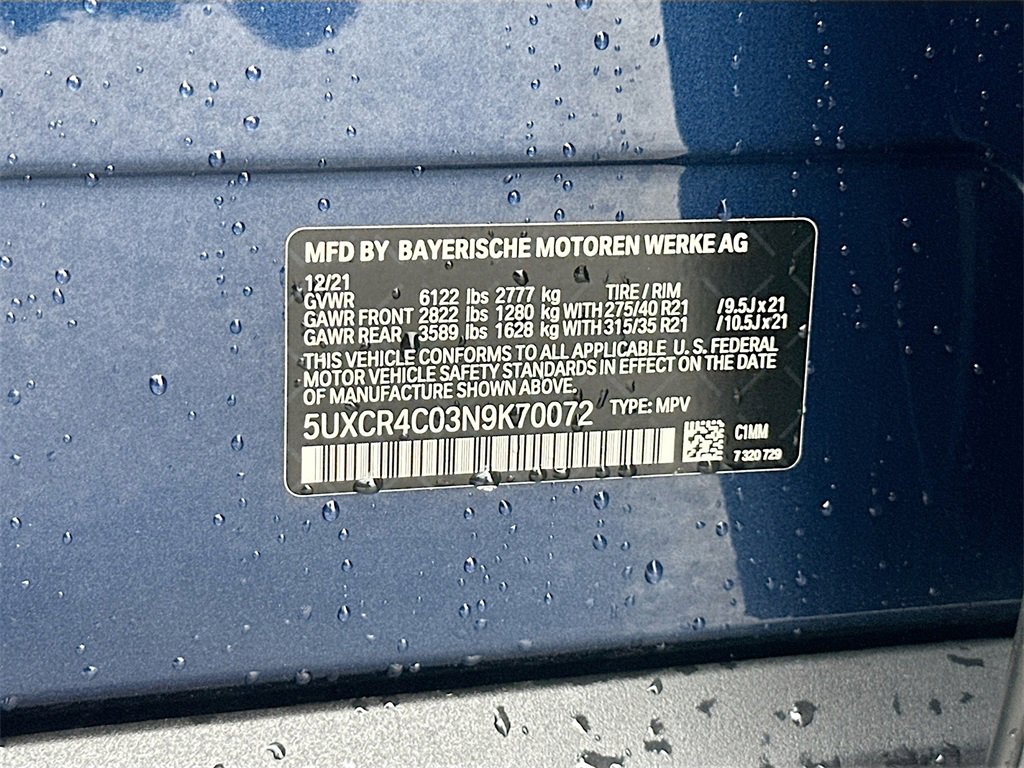 MFD BY BAYERISCHE MOTOREN WERKE AG
12/21
GVWR 6122 lbs 2777 kg TIRE / RIM
GAWR FRONT 2822 lbs 1280 kg WITH 275/40 R21 /9.5J x 21
GAWR REAR 3589 lbs 1628 kg WITH 315/35 R21 /10.5J x 21
THIS VEHICLE CONFORMS TO ALL APPLICABLE U. S. FEDERAL
MOTOR VEHICLE SAFETY STANDARDS IN EFFECT ON THE DATE
OF MANUFACTURE SHOWN ABOVE.
5UXCR4C03N9K70072 TYPE: MPV
C1MM
7 320 729